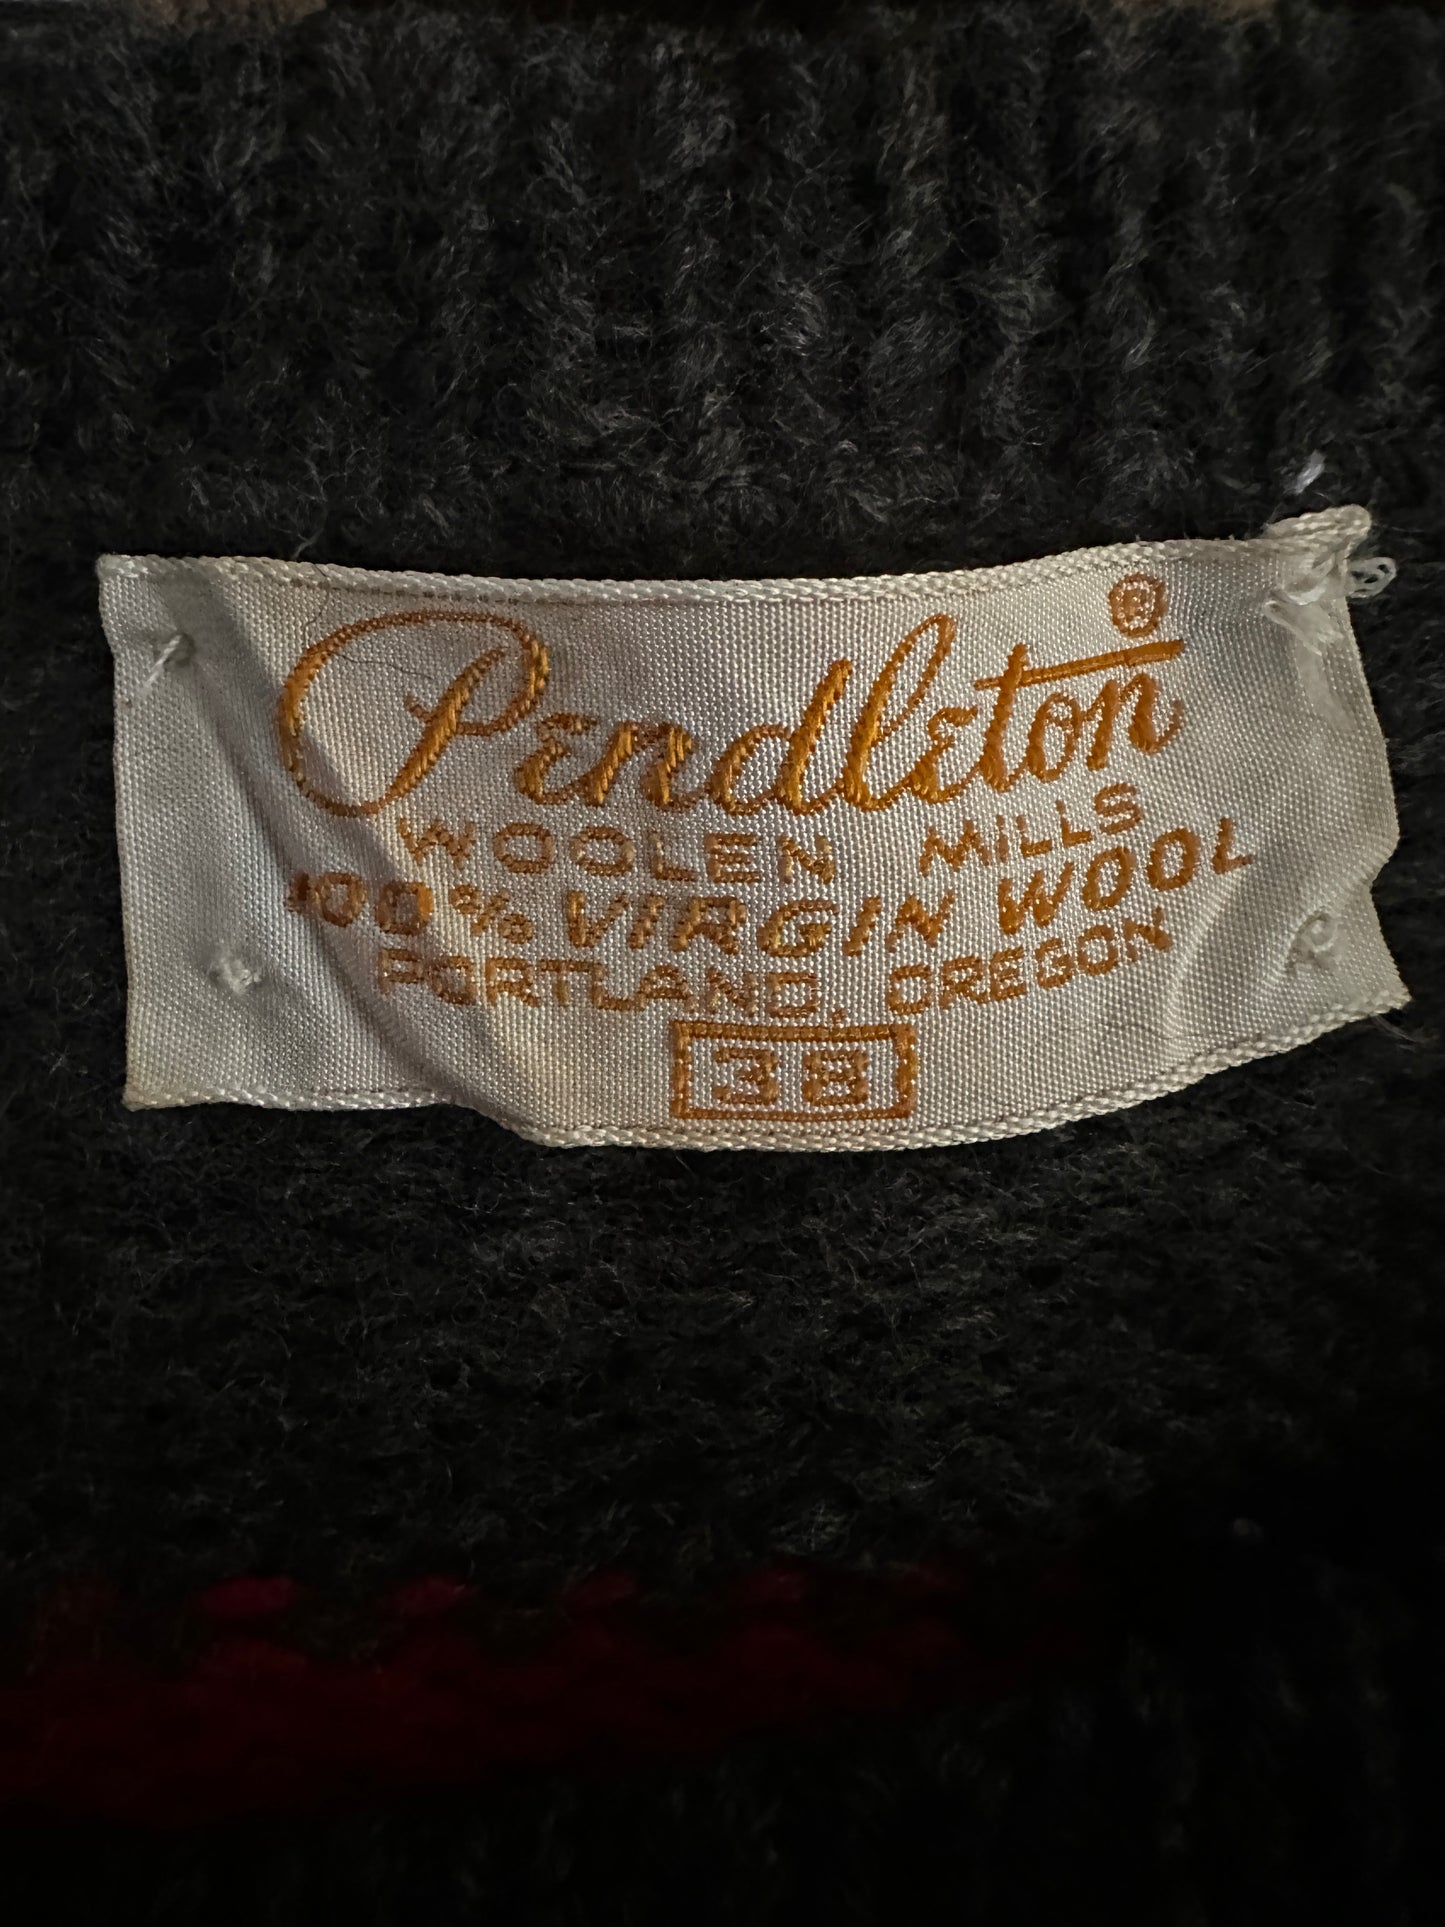 Pendleton®
WOOLEN MILLS
100% VIRGIN WOOL
PORTLAND, OREGON
38